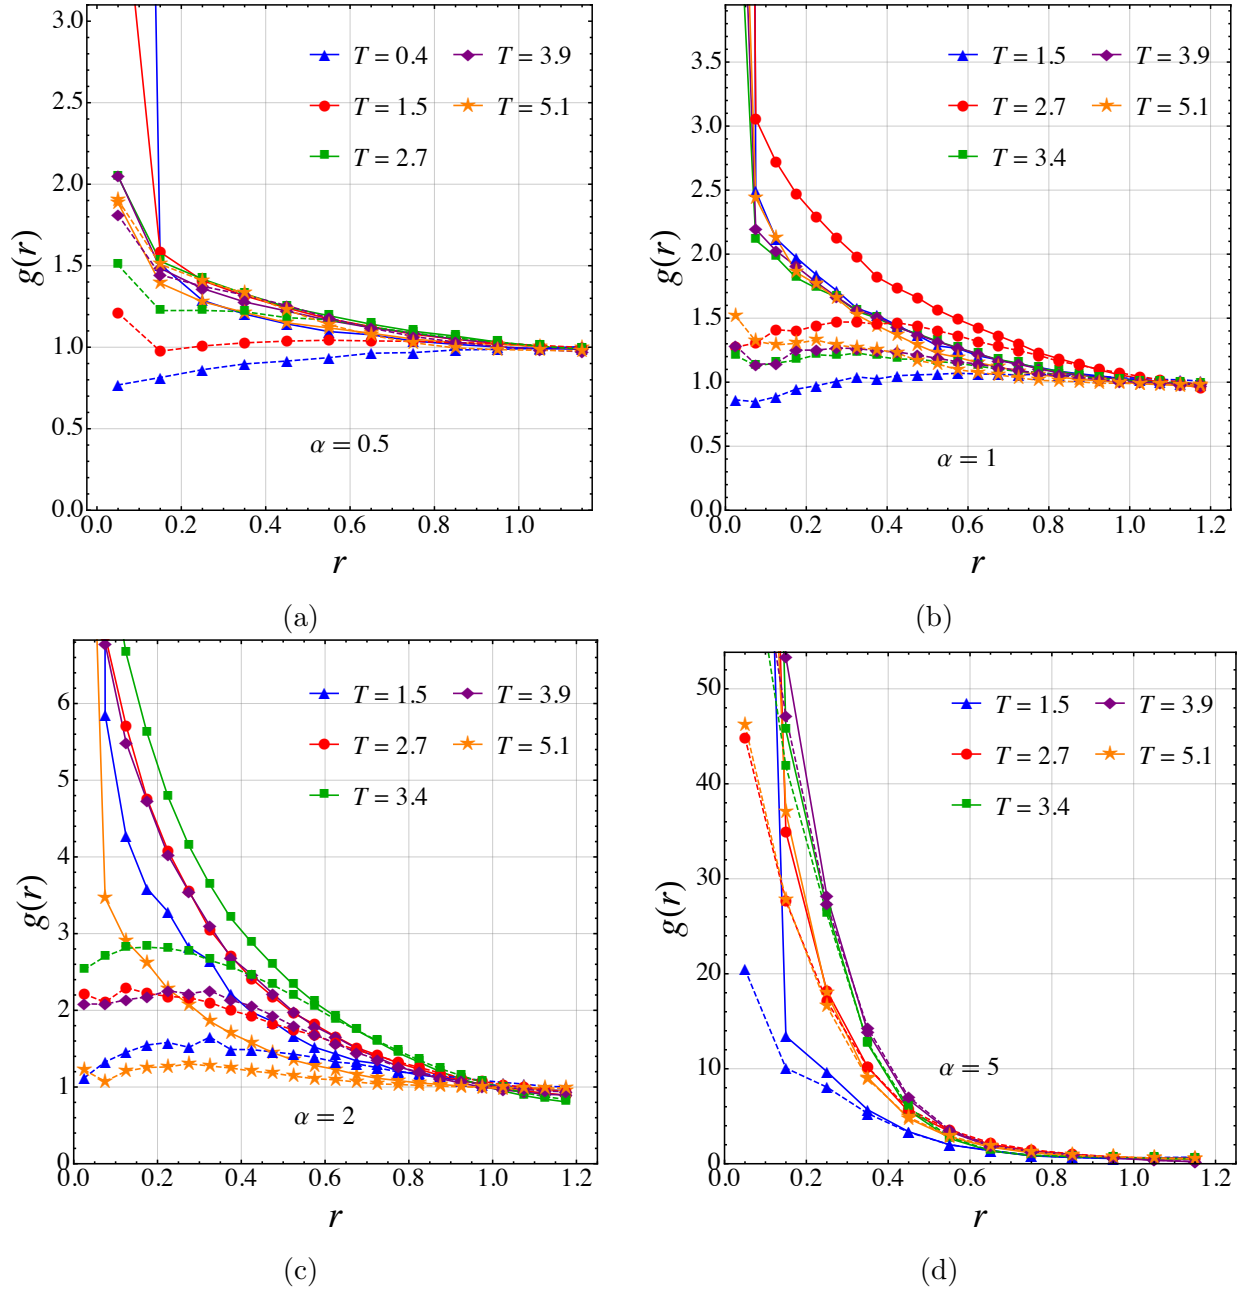 3.0
2.5
2.0
1.5
1.0
0.5
0.0
0.0 0.2 0.4 0.6 0.8 1.0
g(r)
r
T = 0.4
T = 1.5
T = 2.7
T = 3.9
T = 5.1
α = 0.5
(a)
3.5
3.0
2.5
2.0
1.5
1.0
0.5
0.0
0.0 0.2 0.4 0.6 0.8 1.0 1.2
g(r)
r
T = 1.5
T = 2.7
T = 3.4
T = 3.9
T = 5.1
α = 1
(b)
6
5
4
3
2
1
0
0.0 0.2 0.4 0.6 0.8 1.0 1.2
g(r)
r
T = 1.5
T = 2.7
T = 3.4
T = 3.9
T = 5.1
α = 2
(c)
50
40
30
20
10
0
0.0 0.2 0.4 0.6 0.8 1.0 1.2
g(r)
r
T = 1.5
T = 2.7
T = 3.4
T = 3.9
T = 5.1
α = 5
(d)